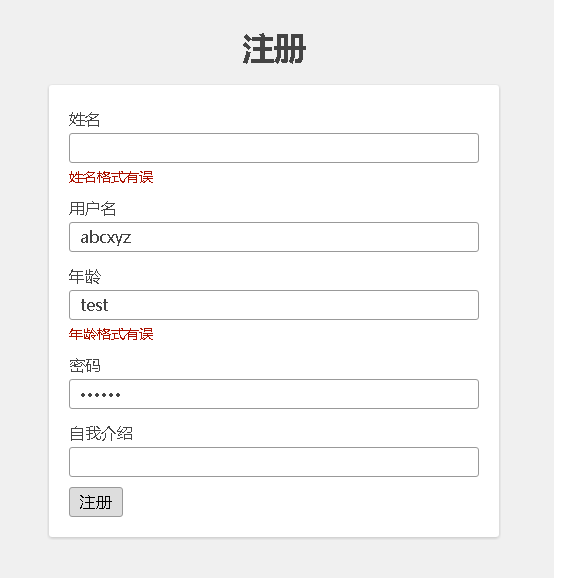 注册
姓名
姓名格式有误
用户名
abcxyz
年龄
test
年龄格式有误
密码
••••••
自我介绍
注册